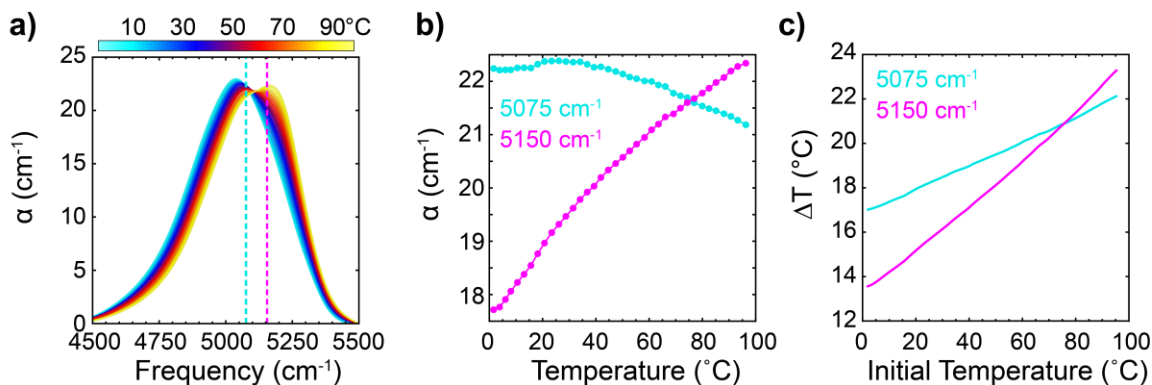 a)
10 30 50 70 90°C
25
20
15
10
5
0
α (cm⁻¹)
4500 4750 5000 5250 5500
Frequency (cm⁻¹)
b)
22
21
20
19
18
α (cm⁻¹)
5075 cm⁻¹
5150 cm⁻¹
0 20 40 60 80 100
Temperature (˚C)
c)
24
22
20
18
16
14
12
ΔT (°C)
5075 cm⁻¹
5150 cm⁻¹
0 20 40 60 80 100
Initial Temperature (˚C)